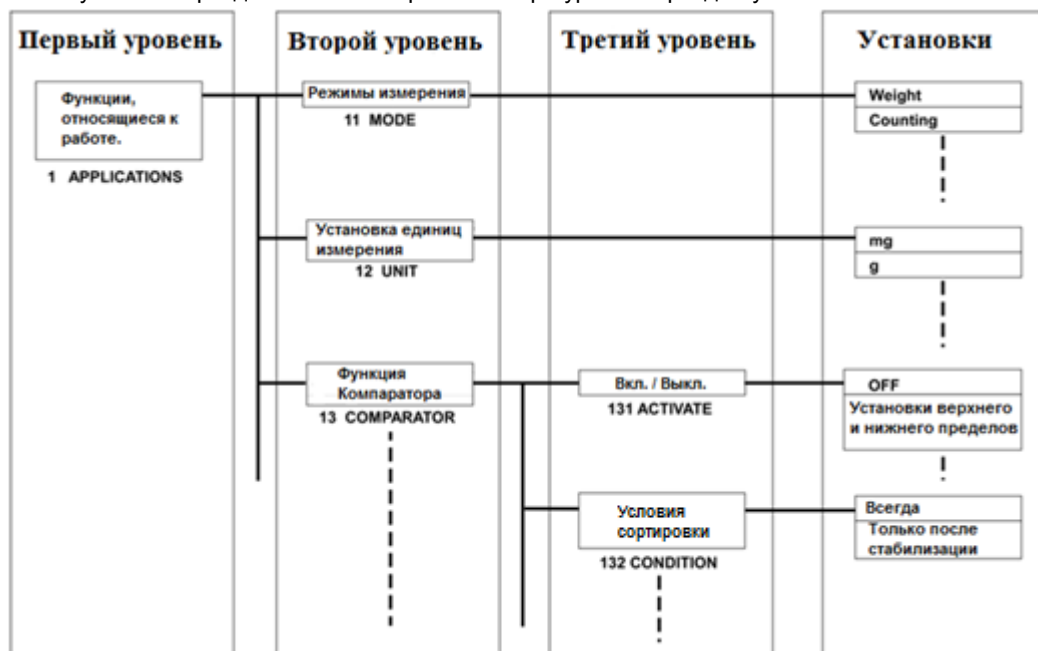 Первый уровень
Второй уровень
Третий уровень
Установки
Функции,
относящиеся к
работе.
1 APPLICATIONS
Режимы измерения
11 MODE
Weight
Counting
Установка единиц
измерения
12 UNIT
mg
g
Функция
Компаратора
13 COMPARATOR
Вкл. / Выкл.
131 ACTIVATE
OFF
Установки верхнего
и нижнего пределов
Условия
сортировки
132 CONDITION
Всегда
Только после
стабилизации